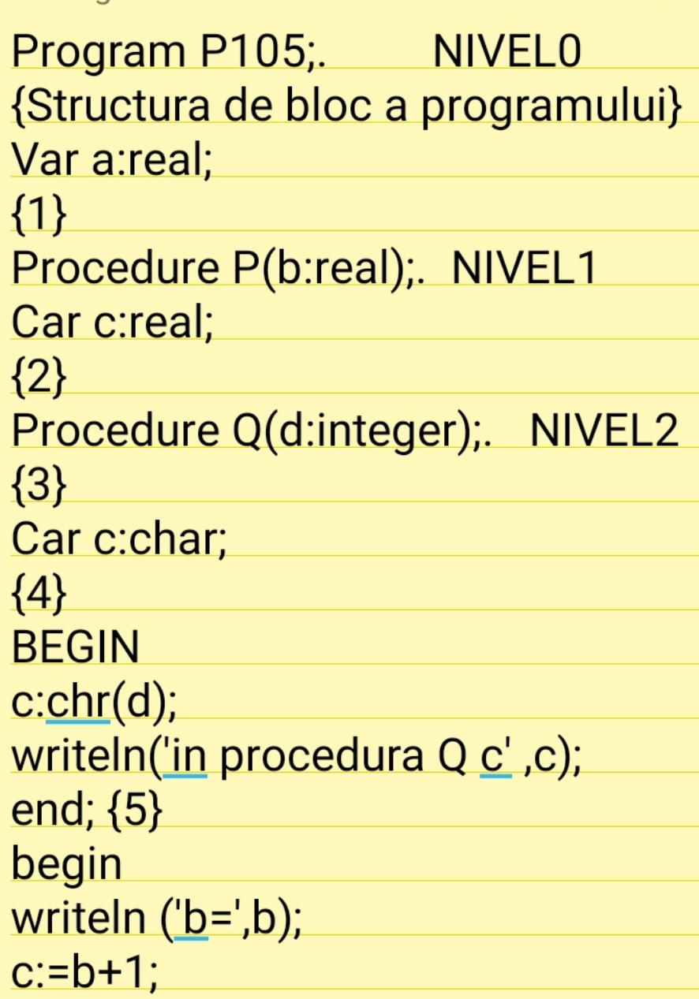 Program P105;. NIVEL0
{Structura de bloc a programului}
Var a:real;
{1}
Procedure P(b:real);. NIVEL1
Car c:real;
{2}
Procedure Q(d:integer);. NIVEL2
{3}
Car c:char;
{4}
BEGIN
c:chr(d);
writeln('in procedura Q c' ,c);
end; {5}
begin
writeln ('b=',b);
c:=b+1;